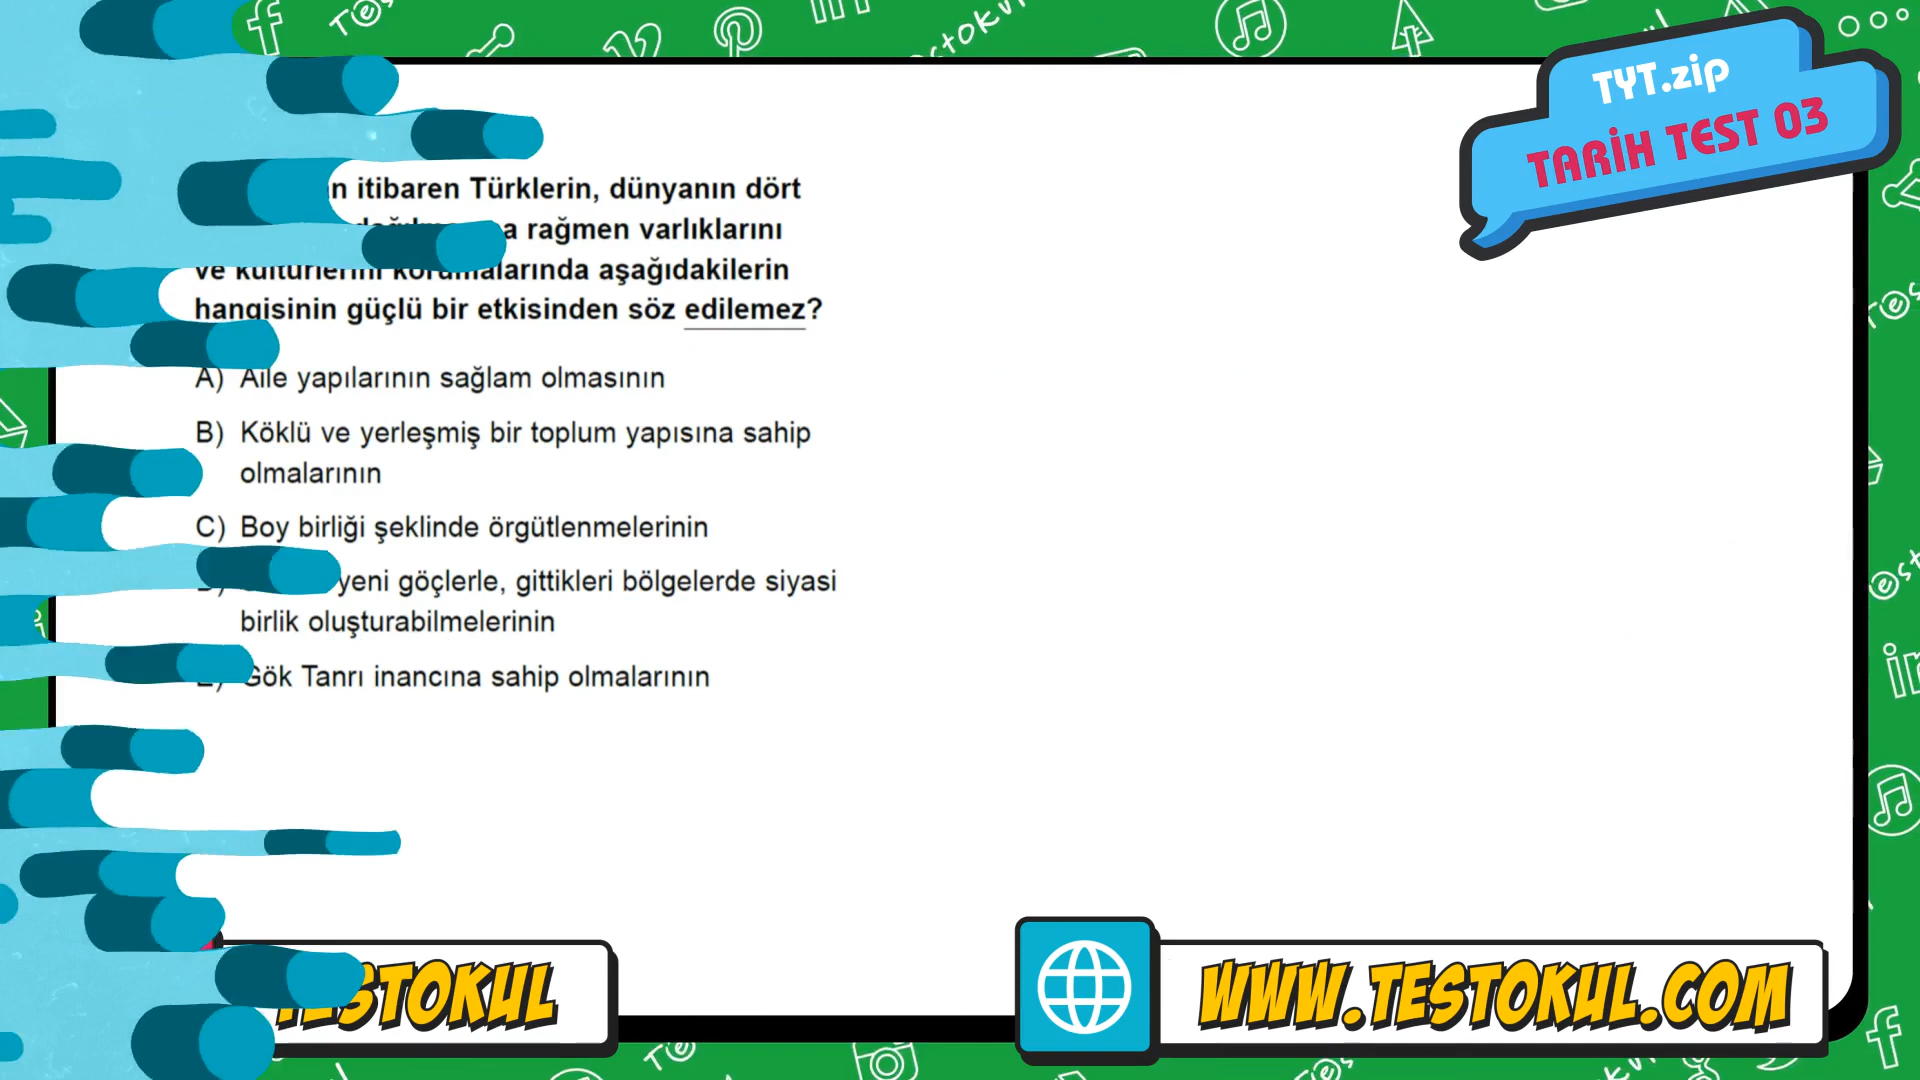 TYT.zip
TARİH TEST 03
itibaren Türklerin, dünyanın dört
rağmen varlıklarını
ve kültürlerini korumalarında aşağıdakilerin
hangisinin güçlü bir etkisinden söz edilemez?
A) Aile yapılarının sağlam olmasının
B) Köklü ve yerleşmiş bir toplum yapısına sahip
olmalarının
C) Boy birliği şeklinde örgütlenmelerinin
yeni göçlerle, gittikleri bölgelerde siyasi
birlik oluşturabilmelerinin
E) Gök Tanrı inancına sahip olmalarının
TESTOKUL
WWW.TESTOKUL.COM